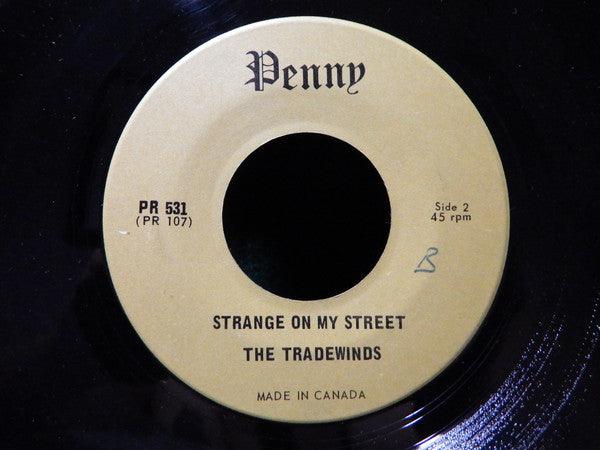 Penny
PR 531
(PR 107)
Side 2
45 rpm
B
STRANGE ON MY STREET
THE TRADEWINDS
MADE IN CANADA